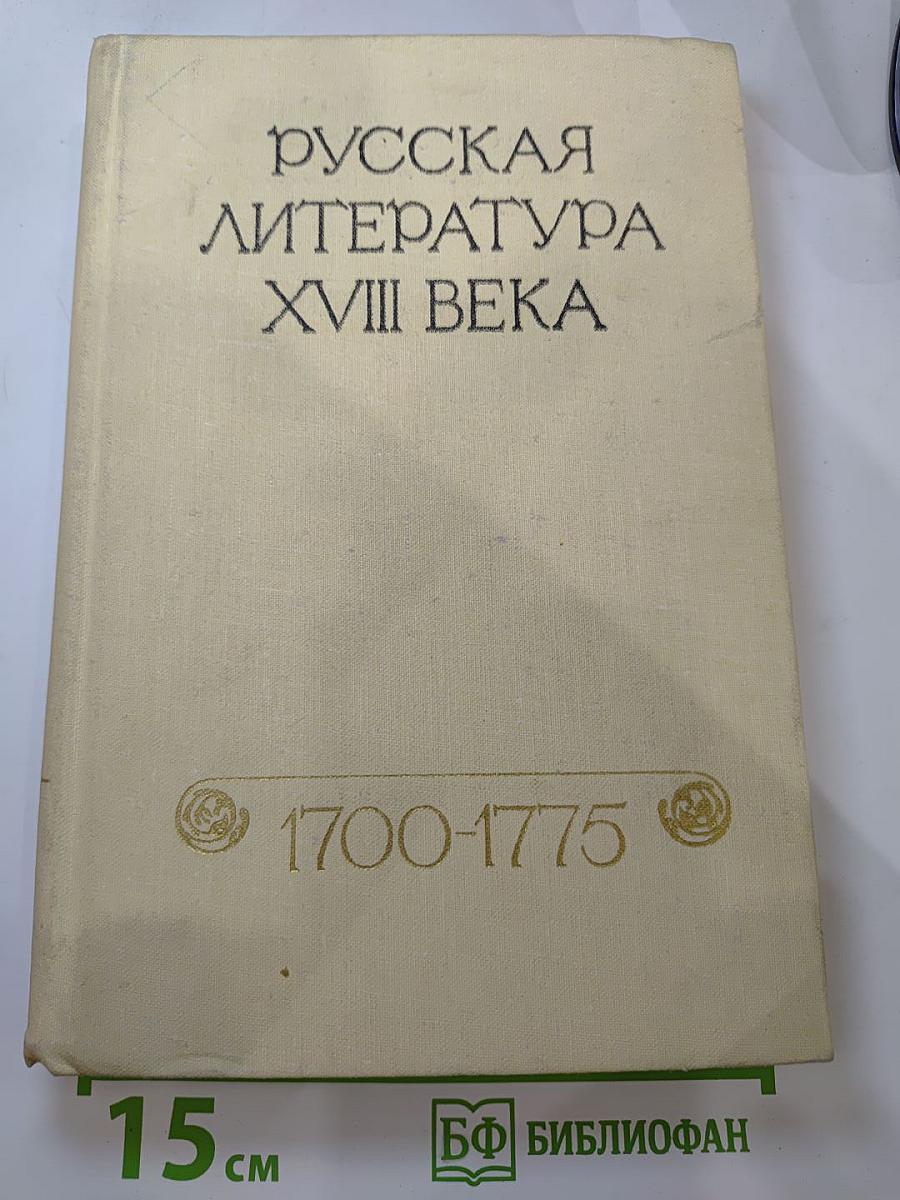 РУССКАЯ
ЛИТЕРАТУРА
XVIII ВЕКА
1700-1775
15 см
БФ БИБЛИОФАН